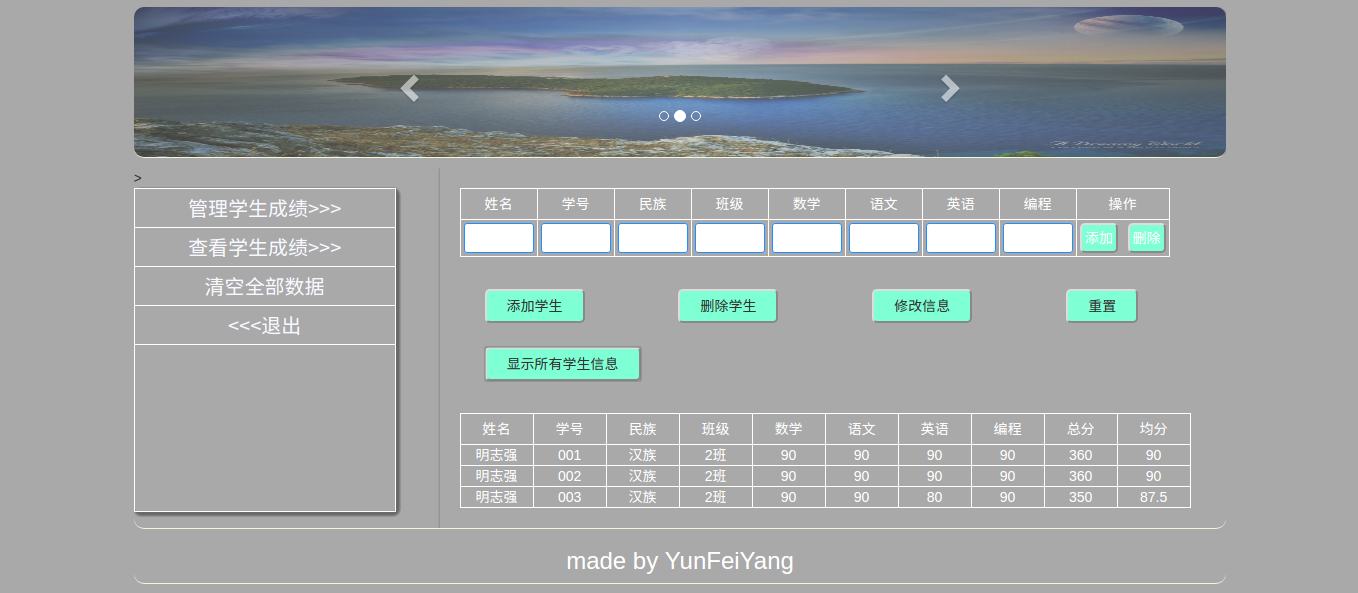 A Dreamy World
>
管理学生成绩>>>
查看学生成绩>>>
清空全部数据
<<<退出
姓名 学号 民族 班级 数学 语文 英语 编程 操作
添加 删除
添加学生 删除学生 修改信息 重置
显示所有学生信息
姓名 学号 民族 班级 数学 语文 英语 编程 总分 均分
明志强 001 汉族 2班 90 90 90 90 360 90
明志强 002 汉族 2班 90 90 90 90 360 90
明志强 003 汉族 2班 90 90 80 90 350 87.5
made by YunFeiYang